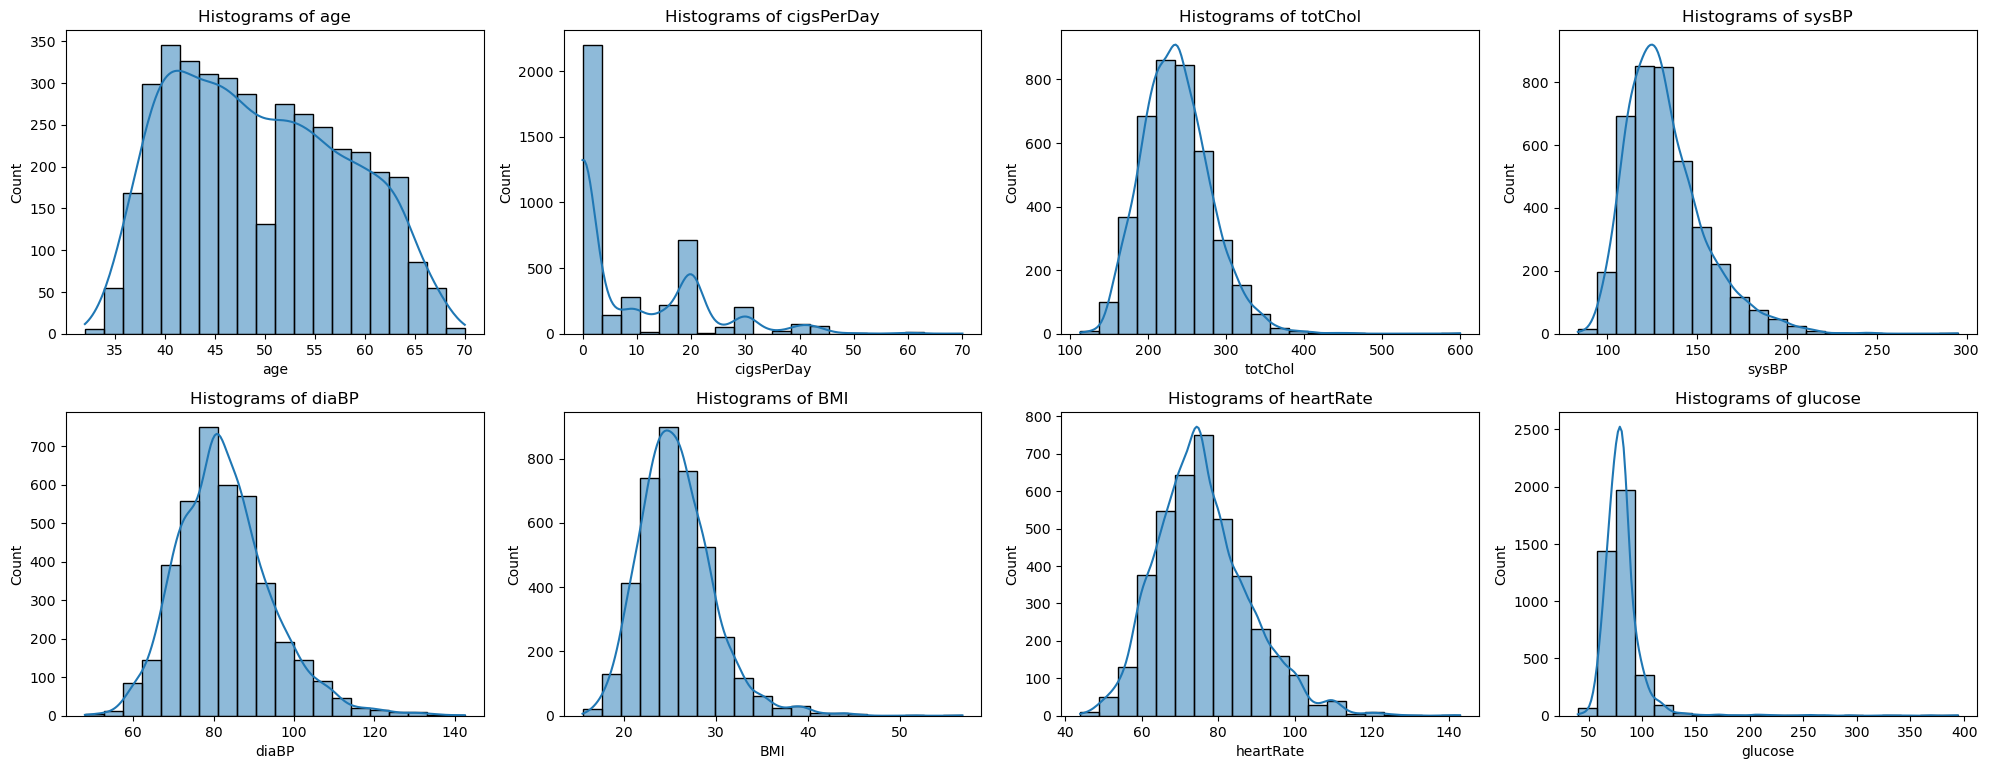 Histograms of age
350
300
250
200
150
100
50
0
Count
35 40 45 50 55 60 65 70
age
Histograms of cigsPerDay
2000
1500
1000
500
0
Count
0 10 20 30 40 50 60 70
cigsPerDay
Histograms of totChol
800
600
400
200
0
Count
100 200 300 400 500 600
totChol
Histograms of sysBP
800
600
400
200
0
Count
100 150 200 250 300
sysBP
Histograms of diaBP
700
600
500
400
300
200
100
0
Count
60 80 100 120 140
diaBP
Histograms of BMI
800
600
400
200
0
Count
20 30 40 50
BMI
Histograms of heartRate
800
700
600
500
400
300
200
100
0
Count
40 60 80 100 120 140
heartRate
Histograms of glucose
2500
2000
1500
1000
500
0
Count
50 100 150 200 250 300 350 400
glucose